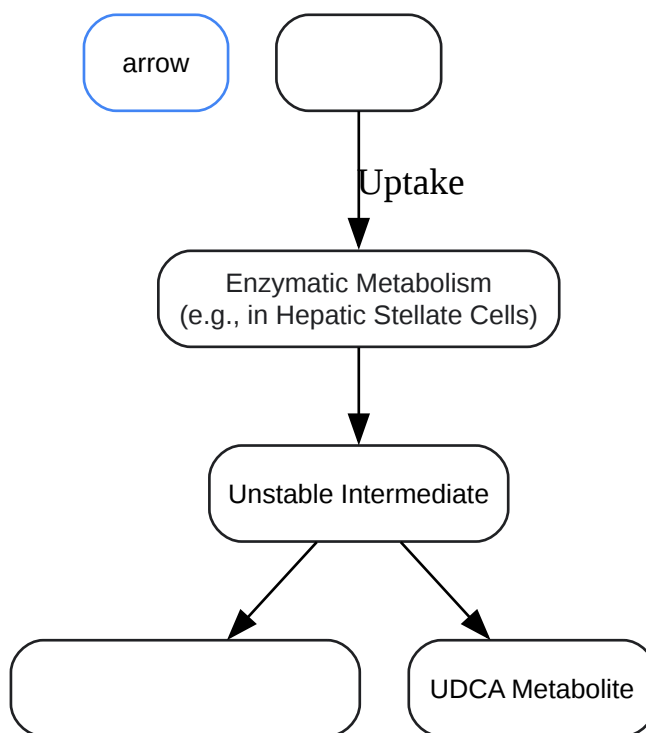 arrow
Uptake
Enzymatic Metabolism
(e.g., in Hepatic Stellate Cells)
Unstable Intermediate
UDCA Metabolite